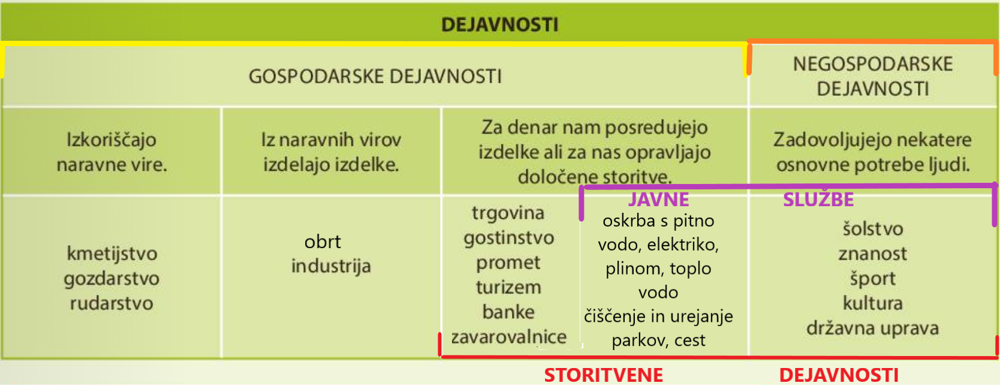 DEJAVNOSTI
GOSPODARSKE DEJAVNOSTI
NEGOSPODARSKE
DEJAVNOSTI
Izkoriščajo
naravne vire.
Iz naravnih virov
izdelajo izdelke.
Za denar nam posredujejo
izdelke ali za nas opravljajo
določene storitve.
Zadovoljujejo nekatere
osnovne potrebe ljudi.
kmetijstvo
gozdarstvo
rudarstvo
obrt
industrija
trgovina
gostinstvo
promet
turizem
banke
zavarovalnice
JAVNE SLUŽBE
oskrba s pitno
vodo, elektriko,
plinom, toplo
vodo
čiščenje in urejanje
parkov, cest
šolstvo
znanost
šport
kultura
državna uprava
STORITVENE DEJAVNOSTI